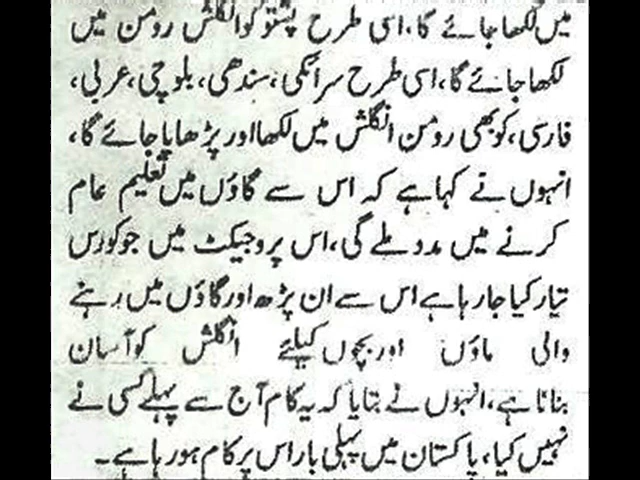 میں لکھا جائے گا، اسی طرح پشتو کو انگلش رومن میں
لکھا جائے گا، اسی طرح سرائکی، سندھی، بلوچی، عربی،
فارسی، کو بھی رومن انگلش میں لکھا اور پڑھایا جائے گا،
انہوں نے کہا ہے کہ اس سے گاؤں میں تعلیم عام
کرنے میں مدد ملے گی، اس پروجیکٹ میں جو کورس
تیار کیا جا رہا ہے اس سے ان پڑھ اور گاؤں میں رہنے
والی ماؤں اور بچوں کیلئے انگلش کو آسان
بنانا ہے، انہوں نے بتایا کہ یہ کام آج سے پہلے کسی نے
نہیں کیا، پاکستان میں پہلی بار اس پر کام ہو رہا ہے۔